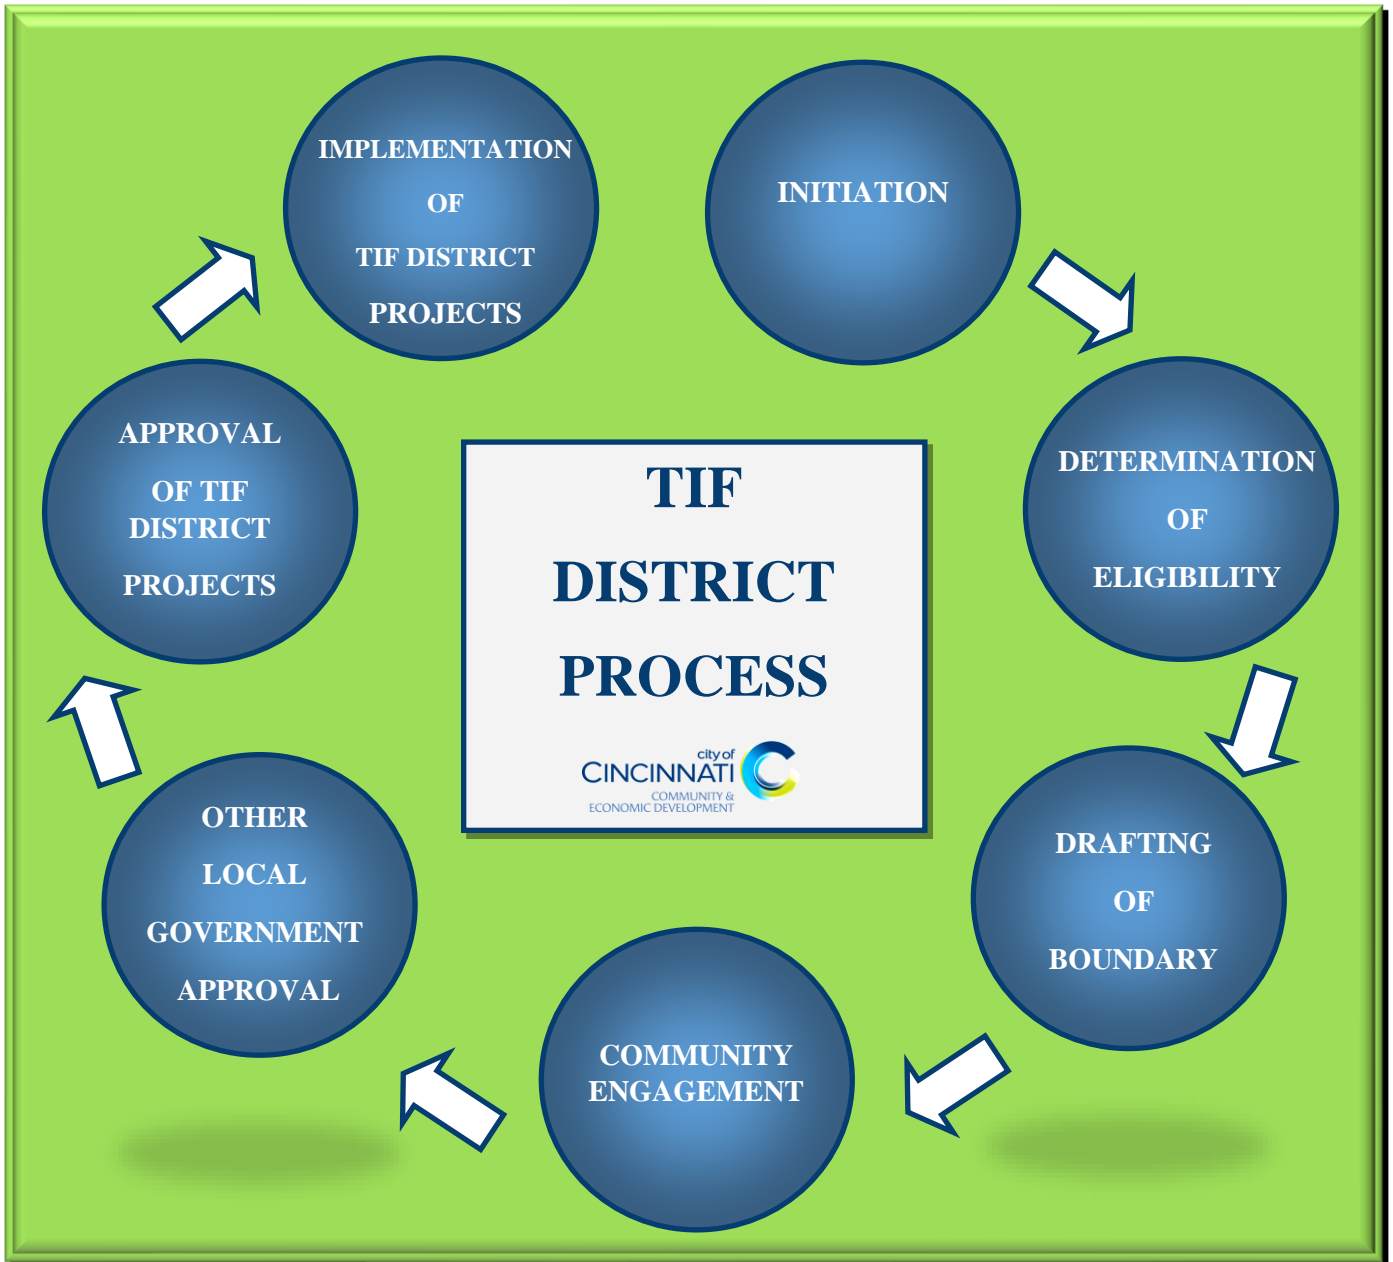 TIF
DISTRICT
PROCESS
city of
CINCINNATI
COMMUNITY &
ECONOMIC DEVELOPMENT
INITIATION
DETERMINATION
OF
ELIGIBILITY
DRAFTING
OF
BOUNDARY
COMMUNITY
ENGAGEMENT
OTHER
LOCAL
GOVERNMENT
APPROVAL
APPROVAL
OF TIF
DISTRICT
PROJECTS
IMPLEMENTATION
OF
TIF DISTRICT
PROJECTS